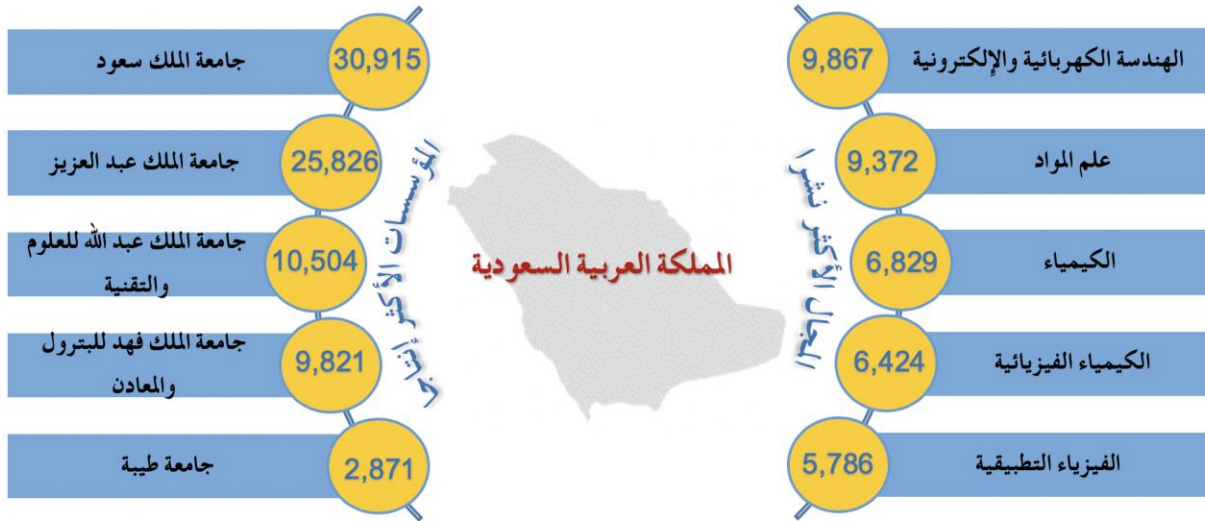 المملكة العربية السعودية
المجال الأكثر نشرا
الهندسة الكهربائية والإلكترونية
9,867
علم المواد
9,372
الكيمياء
6,829
الكيمياء الفيزيائية
6,424
الفيزياء التطبيقية
5,786
المؤسسات الأكثر إنتاجا
جامعة الملك سعود
30,915
جامعة الملك عبد العزيز
25,826
جامعة الملك عبد الله للعلوم
والتقنية
10,504
جامعة الملك فهد للبترول
والمعادن
9,821
جامعة طيبة
2,871